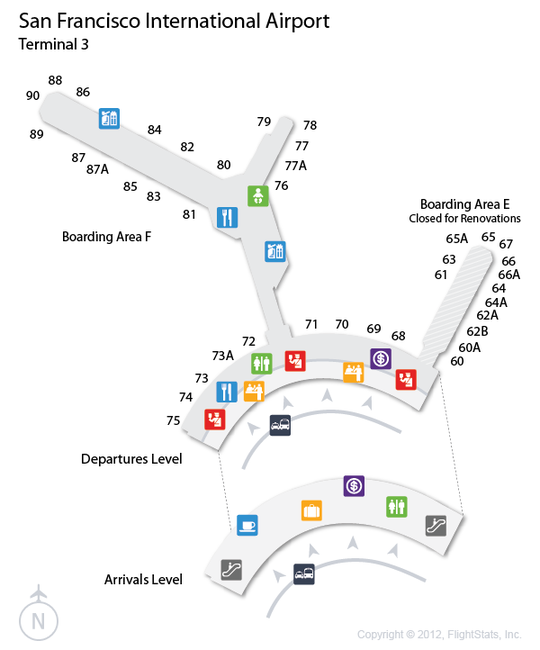 San Francisco International Airport
Terminal 3
88
90
86
89
84
79
78
82
77
87
87A
80
77A
85
83
76
81
Boarding Area F
Boarding Area E
Closed for Renovations
65A
65
67
63
66
61
66A
64
64A
62A
62B
60A
60
71
70
69
68
72
73A
73
74
75
$
Departures Level
$
Arrivals Level
N
Copyright © 2012, FlightStats, Inc.